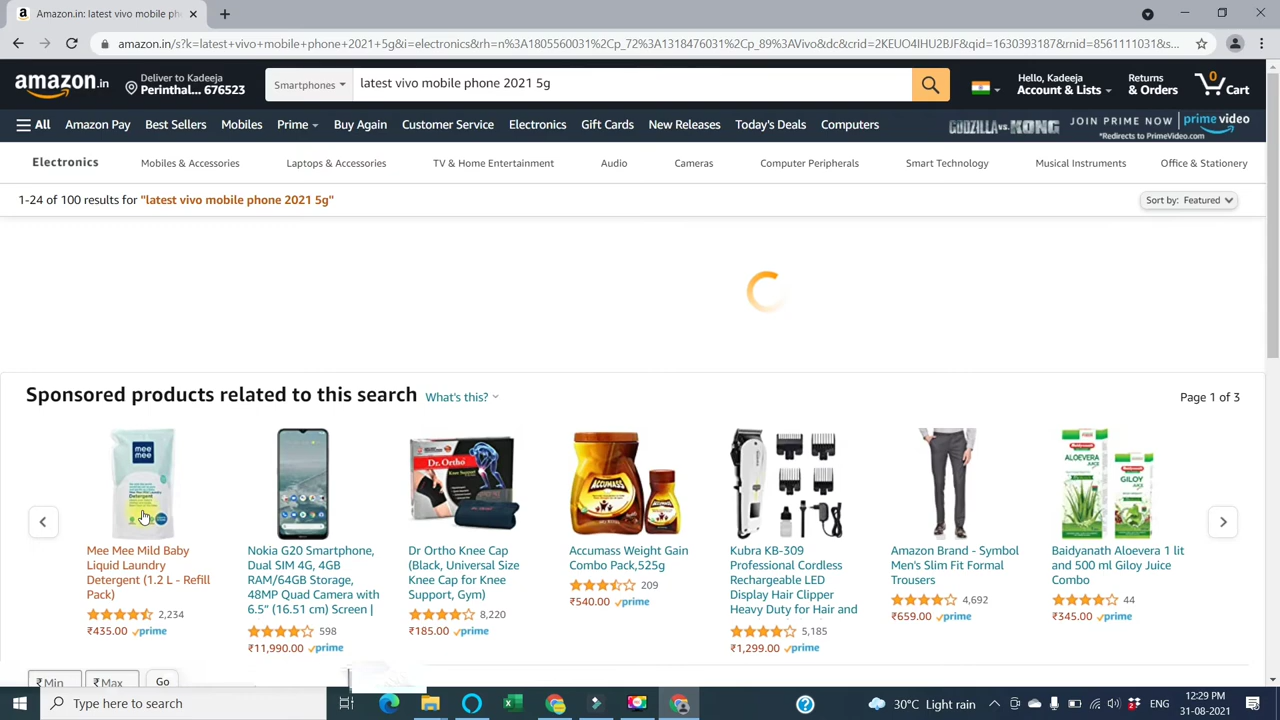 Amazon.in : vivo mobile p
amazon.in/s?k=latest+vivo+mobile+phone+2021+5g&i=electronics&rh=n%3A1805560031%2Cp_72%3A1318476031%2Cp_89%3AVivo&dc&crid=2KEUO4IHU2BJF&qid=1630393187&rnid=8561111031&s...
amazon.in
Deliver to Kadeeja
Perinthal... 676523
Smartphones
latest vivo mobile phone 2021 5g
Hello, Kadeeja
Account & Lists
Returns
& Orders
0
Cart
All Amazon Pay Best Sellers Mobiles Prime Buy Again Customer Service Electronics Gift Cards New Releases Today's Deals Computers
GODZILLA vs. KONG
JOIN PRIME NOW
*Redirects to PrimeVideo.com
prime video
Electronics Mobiles & Accessories Laptops & Accessories TV & Home Entertainment Audio Cameras Computer Peripherals Smart Technology Musical Instruments Office & Stationery
1-24 of 100 results for "latest vivo mobile phone 2021 5g"
Sort by: Featured
Sponsored products related to this search What's this?
Page 1 of 3
mee
mee
Detergent
Mee Mee Mild Baby
Liquid Laundry
Detergent (1.2 L - Refill
Pack)
2,234
₹435.00 prime
Nokia G20 Smartphone,
Dual SIM 4G, 4GB
RAM/64GB Storage,
48MP Quad Camera with
6.5” (16.51 cm) Screen |
598
₹11,990.00 prime
Dr. Ortho
Dr Ortho Knee Cap
(Black, Universal Size
Knee Cap for Knee
Support, Gym)
8,220
₹185.00 prime
ACCUMASS
Accumass Weight Gain
Combo Pack,525g
209
₹540.00 prime
Kubra KB-309
Professional Cordless
Rechargeable LED
Display Hair Clipper
Heavy Duty for Hair and
5,185
₹1,299.00 prime
Amazon Brand - Symbol
Men's Slim Fit Formal
Trousers
4,692
₹659.00 prime
ALOEVERA
JUICE
GILOY
JUICE
Baidyanath Aloevera 1 lit
and 500 ml Giloy Juice
Combo
44
₹345.00 prime
₹ Min
₹ Max
Go
Type here to search
30°C Light rain
ENG
12:29 PM
31-08-2021